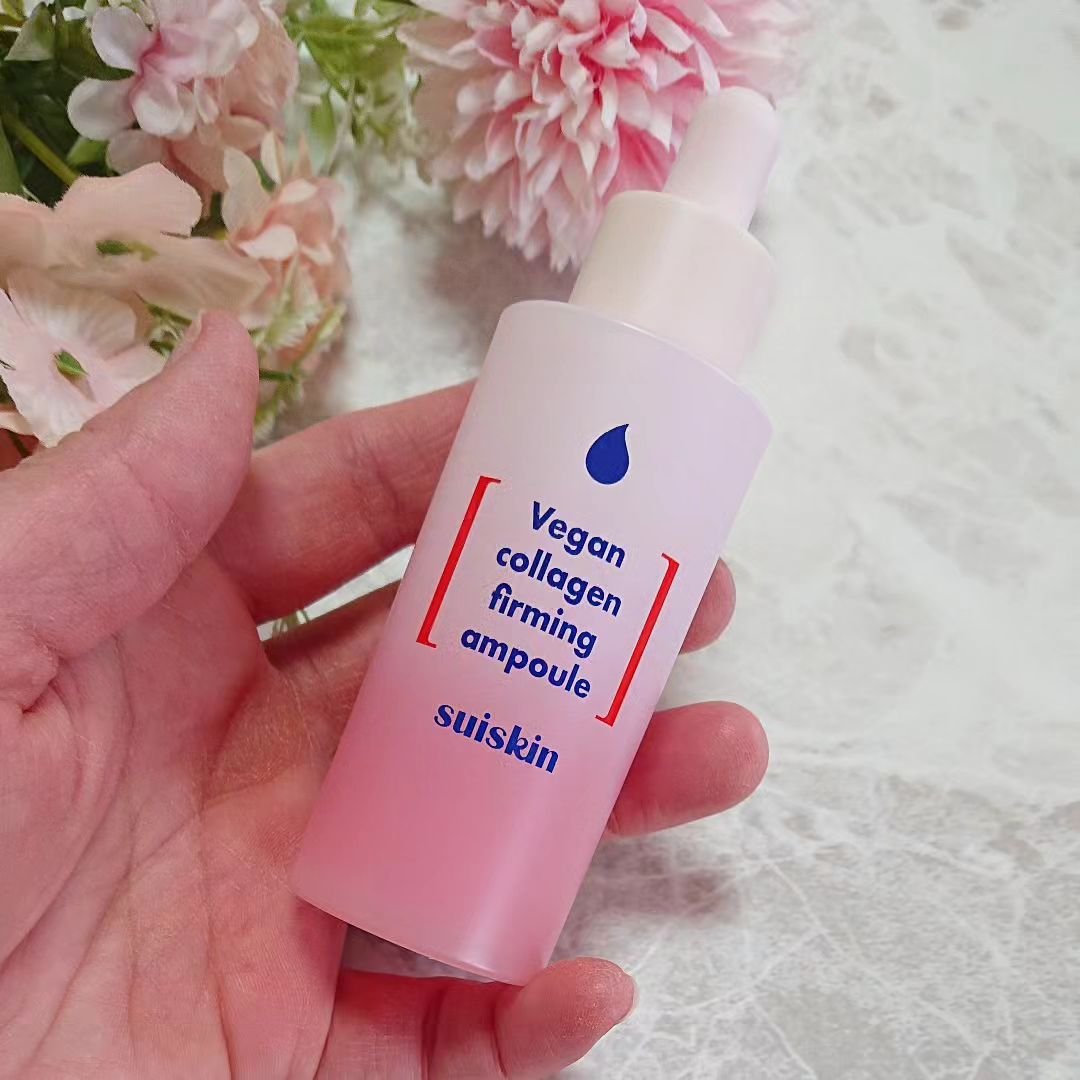 Vegan
collagen
firming
ampoule
suiskin